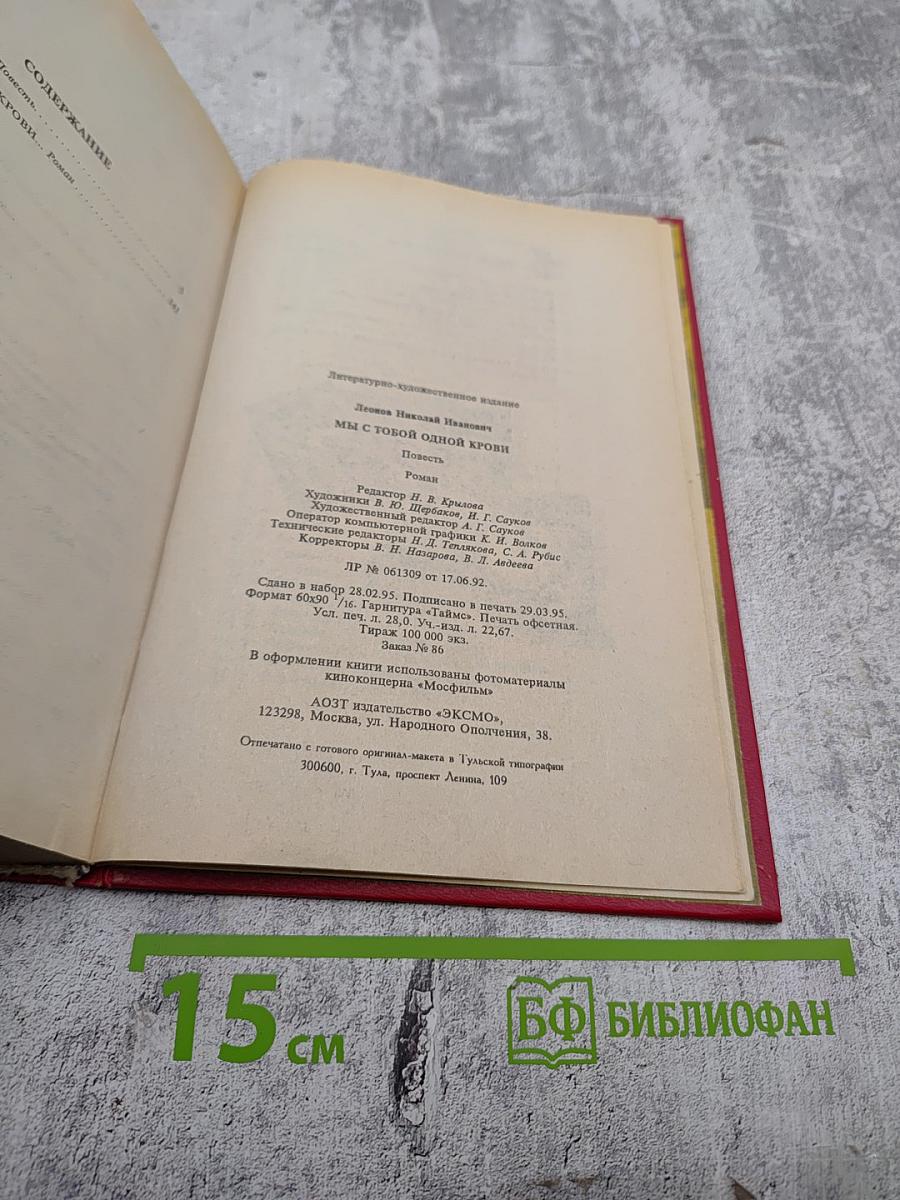 СОДЕРЖАНИЕ
Повесть
КРОВИ... Роман
3
Литературно-художественное издание
Леонов Николай Иванович
МЫ С ТОБОЙ ОДНОЙ КРОВИ
Повесть
Роман
Редактор Н. В. Крылова
Художники В. Ю. Щербаков, И. Г. Сауков
Художественный редактор А. Г. Сауков
Оператор компьютерной графики К. И. Волков
Технические редакторы Н. Д. Теплякова, С. А. Рубис
Корректоры В. Н. Назарова, В. Л. Авдеева
ЛР № 061309 от 17.06.92.
Сдано в набор 28.02.95. Подписано в печать 29.03.95.
Формат 60х90 1/16. Гарнитура «Таймс». Печать офсетная.
Усл. печ. л. 28,0. Уч.-изд. л. 22,67.
Тираж 100 000 экз.
Заказ № 86
В оформлении книги использованы фотоматериалы
киноконцерна «Мосфильм»
АОЗТ издательство «ЭКСМО»,
123298, Москва, ул. Народного Ополчения, 38.
Отпечатано с готового оригинал-макета в Тульской типографии
300600, г. Тула, проспект Ленина, 109
15 см
БФ БИБЛИОФАН